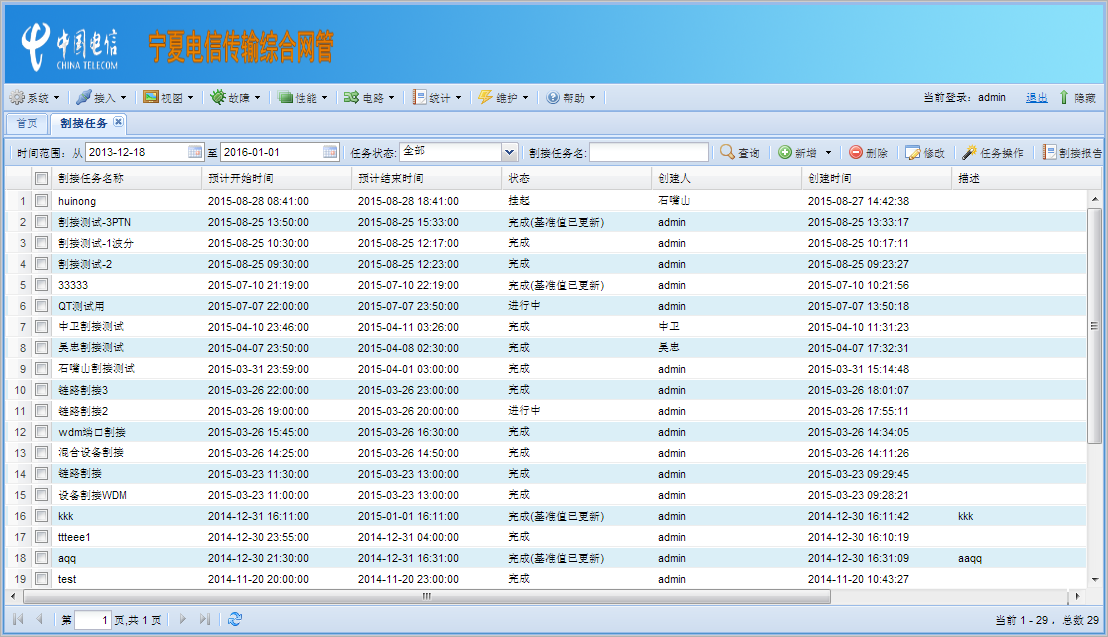 中国电信
CHINA TELECOM
宁夏电信传输综合网管
系统 接入 视图 故障 性能 电路 统计 维护 帮助 当前登录: admin 退出 隐藏
首页 割接任务
时间范围: 从 2013-12-18 至 2016-01-01 任务状态: 全部 割接任务名: 查询 新增 删除 修改 任务操作 割接报告
割接任务名称 预计开始时间 预计结束时间 状态 创建人 创建时间 描述
1 huinong 2015-08-28 08:41:00 2015-08-28 18:41:00 挂起 石嘴山 2015-08-27 14:42:38
2 割接测试-3PTN 2015-08-25 13:50:00 2015-08-25 15:33:00 完成(基准值已更新) admin 2015-08-25 13:33:17
3 割接测试-1波分 2015-08-25 10:30:00 2015-08-25 12:17:00 完成 admin 2015-08-25 10:17:11
4 割接测试-2 2015-08-25 09:30:00 2015-08-25 12:23:00 完成 admin 2015-08-25 09:23:27
5 33333 2015-07-10 21:19:00 2015-07-10 22:19:00 完成(基准值已更新) admin 2015-07-10 10:21:56
6 QT测试用 2015-07-07 22:00:00 2015-07-07 23:50:00 进行中 admin 2015-07-07 13:50:18
7 中卫割接测试 2015-04-10 23:46:00 2015-04-11 03:26:00 完成 中卫 2015-04-10 11:31:23
8 吴忠割接测试 2015-04-07 23:50:00 2015-04-08 02:30:00 完成 吴忠 2015-04-07 17:32:31
9 石嘴山割接测试 2015-03-31 23:59:00 2015-04-01 03:00:00 完成 admin 2015-03-31 15:14:48
10 链路割接3 2015-03-26 22:00:00 2015-03-26 23:00:00 完成 admin 2015-03-26 18:01:07
11 链路割接2 2015-03-26 19:00:00 2015-03-26 20:00:00 进行中 admin 2015-03-26 17:55:11
12 wdm端口割接 2015-03-26 15:45:00 2015-03-26 16:30:00 完成 admin 2015-03-26 14:34:05
13 混合设备割接 2015-03-26 14:25:00 2015-03-26 14:50:00 完成 admin 2015-03-26 14:11:26
14 链路割接 2015-03-23 11:30:00 2015-03-23 13:00:00 完成 admin 2015-03-23 09:29:45
15 设备割接WDM 2015-03-23 11:00:00 2015-03-23 13:00:00 完成 admin 2015-03-23 09:28:21
16 kkk 2014-12-31 16:11:00 2015-01-01 16:11:00 完成(基准值已更新) admin 2014-12-30 16:11:42 kkk
17 ttteee1 2014-12-30 23:55:00 2014-12-31 04:00:00 完成 admin 2014-12-30 16:10:19
18 aqq 2014-12-30 21:30:00 2014-12-31 16:31:00 完成(基准值已更新) admin 2014-12-30 16:31:09 aaqq
19 test 2014-11-20 20:00:00 2014-11-20 23:00:00 完成 admin 2014-11-20 10:43:27
第 1 页,共 1 页 当前 1 - 29 ，总数 29